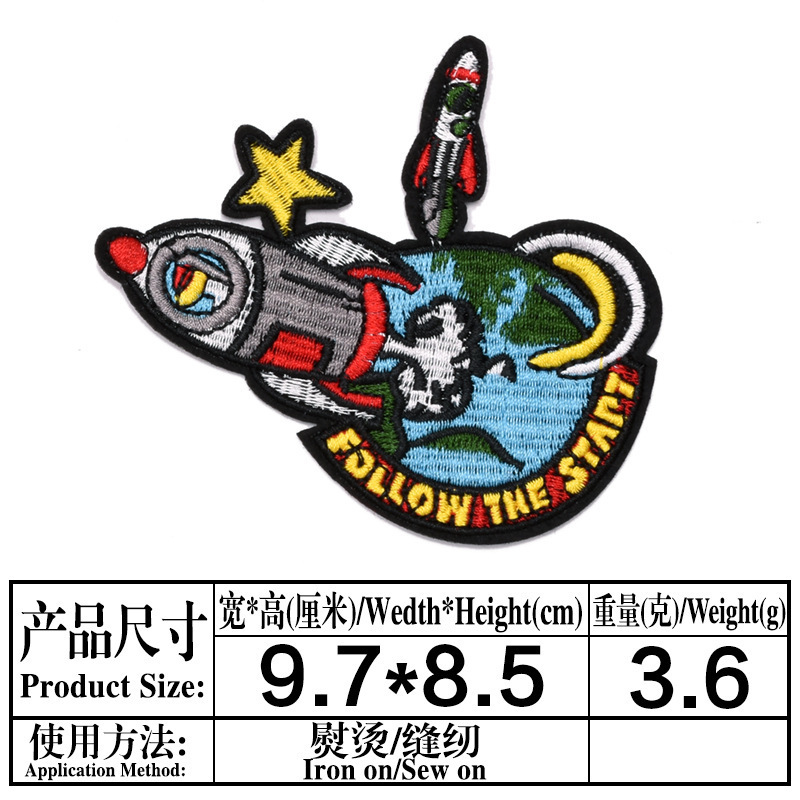 FOLLOW THE START
产品尺寸
Product Size:
宽*高(厘米)/Wedth*Height(cm)
9.7*8.5
重量(克)/Weight(g)
3.6
使用方法:
Application Method:
熨烫/缝纫
Iron on/Sew on